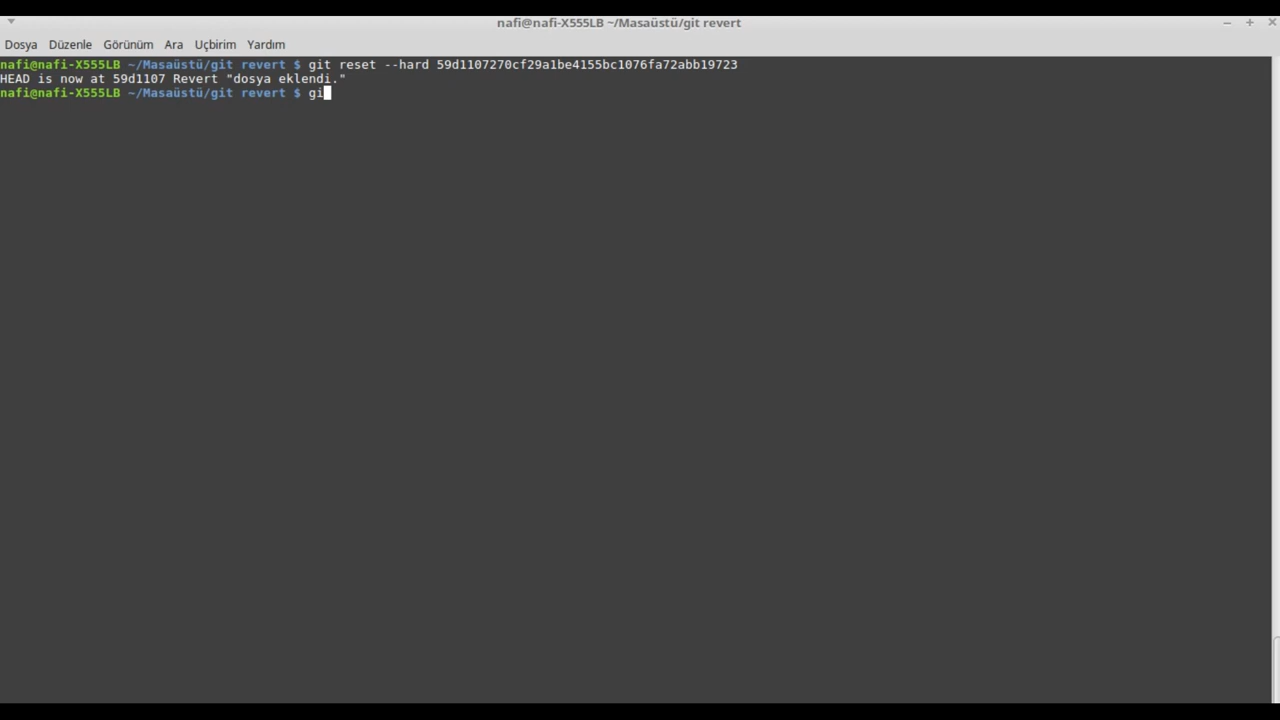 nafi@nafi-X555LB ~/Masaüstü/git revert
Dosya Düzenle Görünüm Ara Uçbirim Yardım
nafi@nafi-X555LB ~/Masaüstü/git revert $ git reset --hard 59d1107270cf29a1be4155bc1076fa72abb19723
HEAD is now at 59d1107 Revert "dosya eklendi."
nafi@nafi-X555LB ~/Masaüstü/git revert $ gi